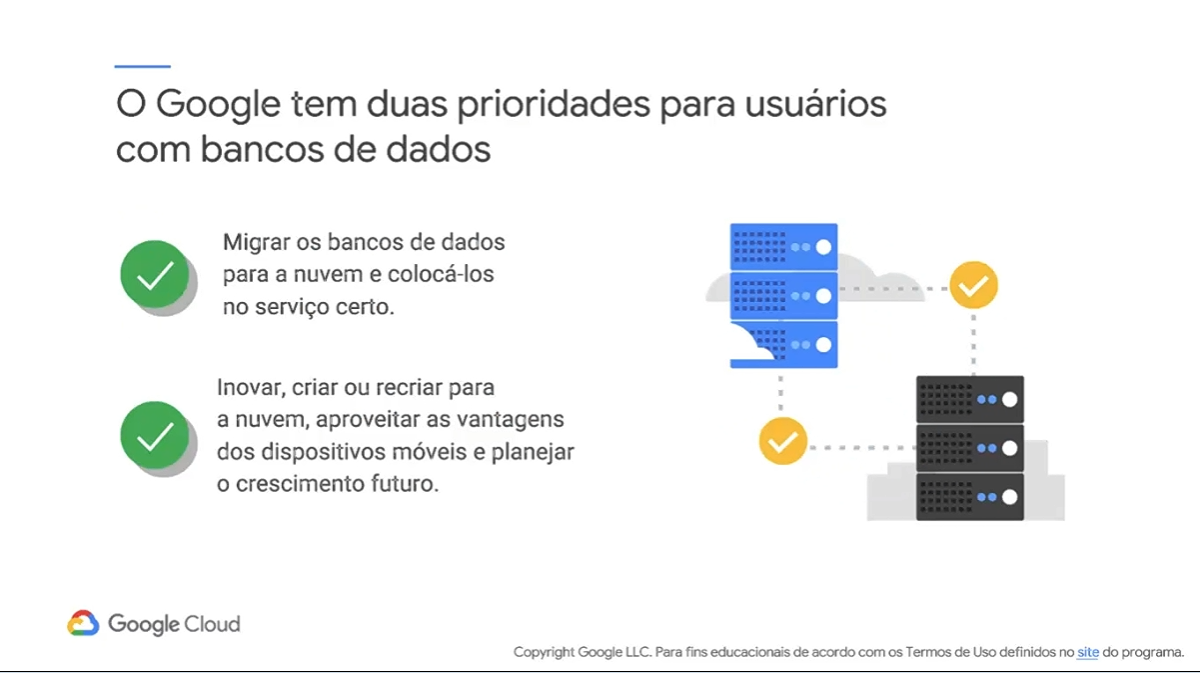 O Google tem duas prioridades para usuários
com bancos de dados
Migrar os bancos de dados
para a nuvem e colocá-los
no serviço certo.
Inovar, criar ou recriar para
a nuvem, aproveitar as vantagens
dos dispositivos móveis e planejar
o crescimento futuro.
Google Cloud
Copyright Google LLC. Para fins educacionais de acordo com os Termos de Uso definidos no site do programa.